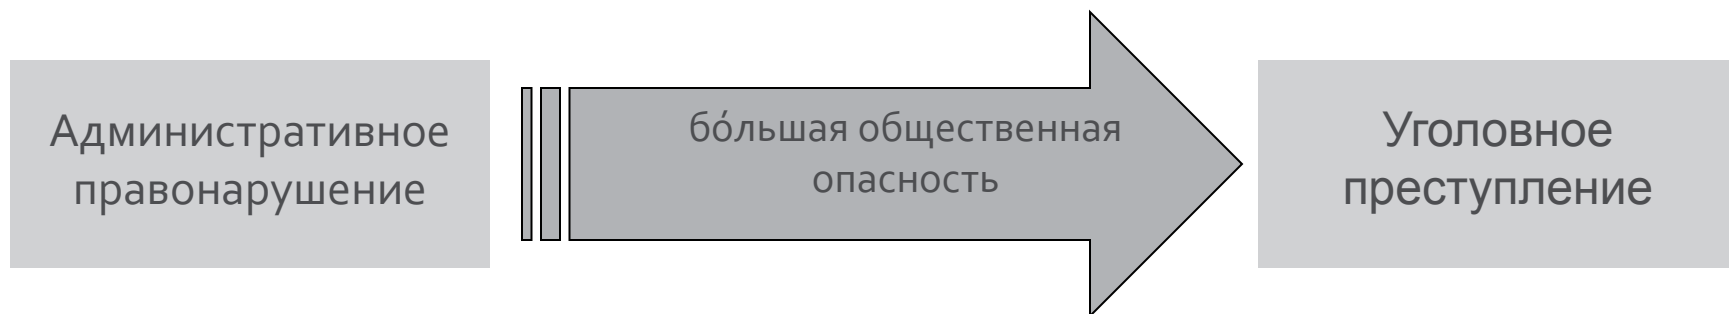 Административное
правонарушение
бо́льшая общественная
опасность
Уголовное
преступление